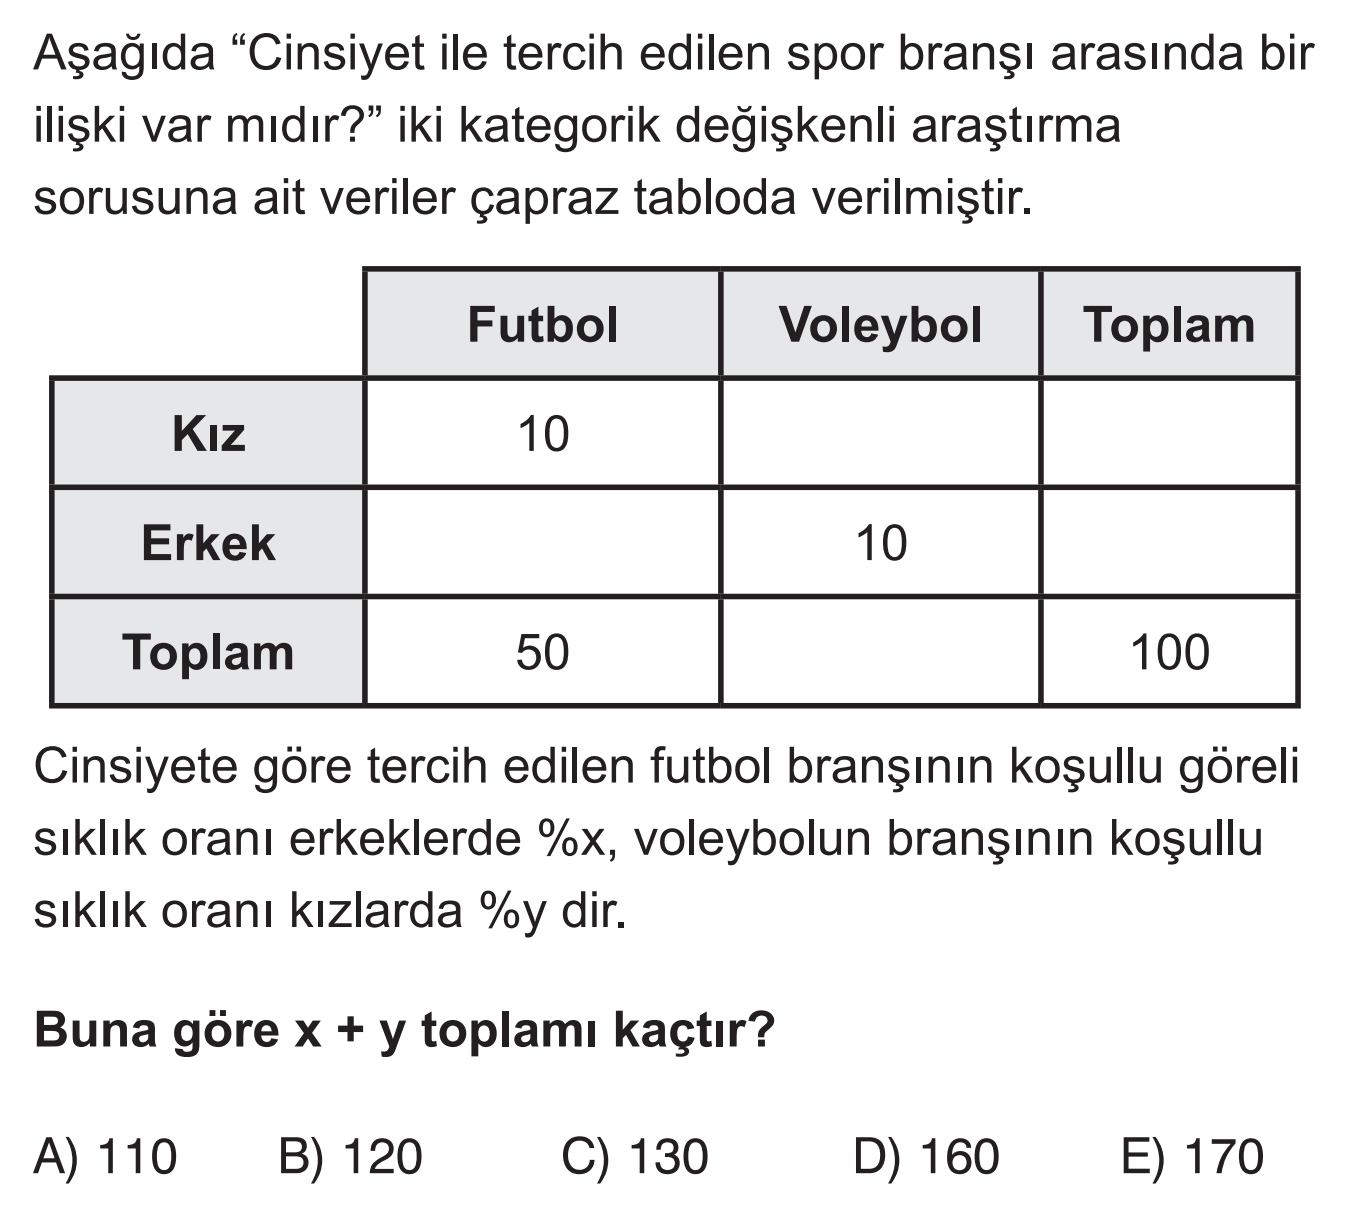 Aşağıda “Cinsiyet ile tercih edilen spor branşı arasında bir
ilişki var mıdır?” iki kategorik değişkenli araştırma
sorusuna ait veriler çapraz tabloda verilmiştir.
Futbol Voleybol Toplam
Kız 10
Erkek 10
Toplam 50 100
Cinsiyete göre tercih edilen futbol branşının koşullu göreli
sıklık oranı erkeklerde %x, voleybolun branşının koşullu
sıklık oranı kızlarda %y dir.
Buna göre x + y toplamı kaçtır?
A) 110 B) 120 C) 130 D) 160 E) 170